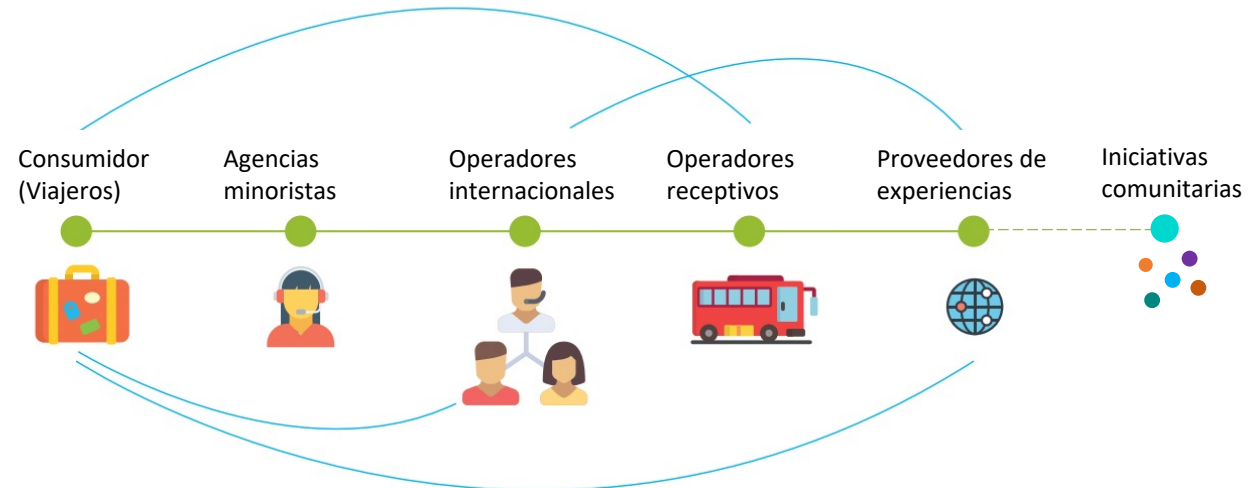 Consumidor
(Viajeros)
Agencias
minoristas
Operadores
internacionales
Operadores
receptivos
Proveedores de
experiencias
Iniciativas
comunitarias